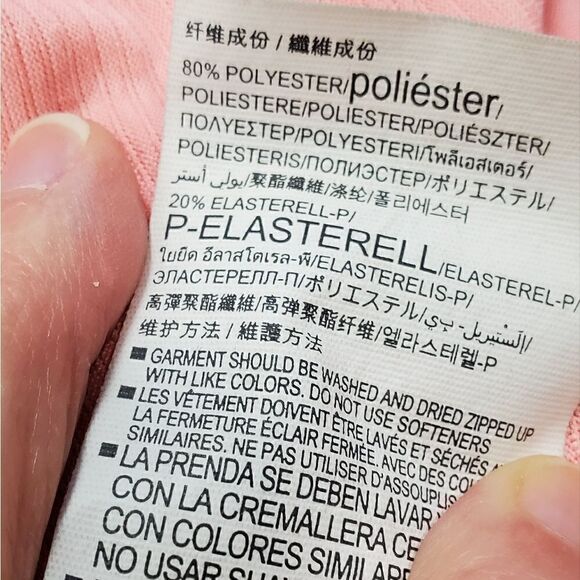 纤维成份 / 纖維成份
80% POLYESTER/poliéster/
POLIESTERE/POLIESTER/POLIÉSZTER/
ΠΟΛΥΕΣΤΕΡ/POLYESTERI/โพลีเอสเตอร์/
POLIESTERIS/ПОЛИЭСТЕР/ポリエステル/
بولي أستر/聚酯纖維/涤纶/폴리에스터
20% ELASTERELL-P/
P-ELASTERELL/ELASTEREL-P/
ใยยืด อีลาสโตเรล-พี/ELASTERELIS-P/
ЭЛАСТЕРЕЛЛ-П/ポリエステル/إلَستيريل- بي/
高彈聚酯纖維/高弹聚酯纤维/엘라스테렐-P
维护方法 / 維護方法
GARMENT SHOULD BE WASHED AND DRIED ZIPPED UP
WITH LIKE COLORS. DO NOT USE SOFTENERS
LES VÊTEMENT DOIVENT ÊTRE LAVÉS ET SÉCHÉS
LA FERMETURE ÉCLAIR FERMÉE. AVEC DES
SIMILAIRES. NE PAS UTILISER
LA PRENDA SE DEBEN LAVAR
CON LA CREMALLERA
CON COLORES
NO USAR